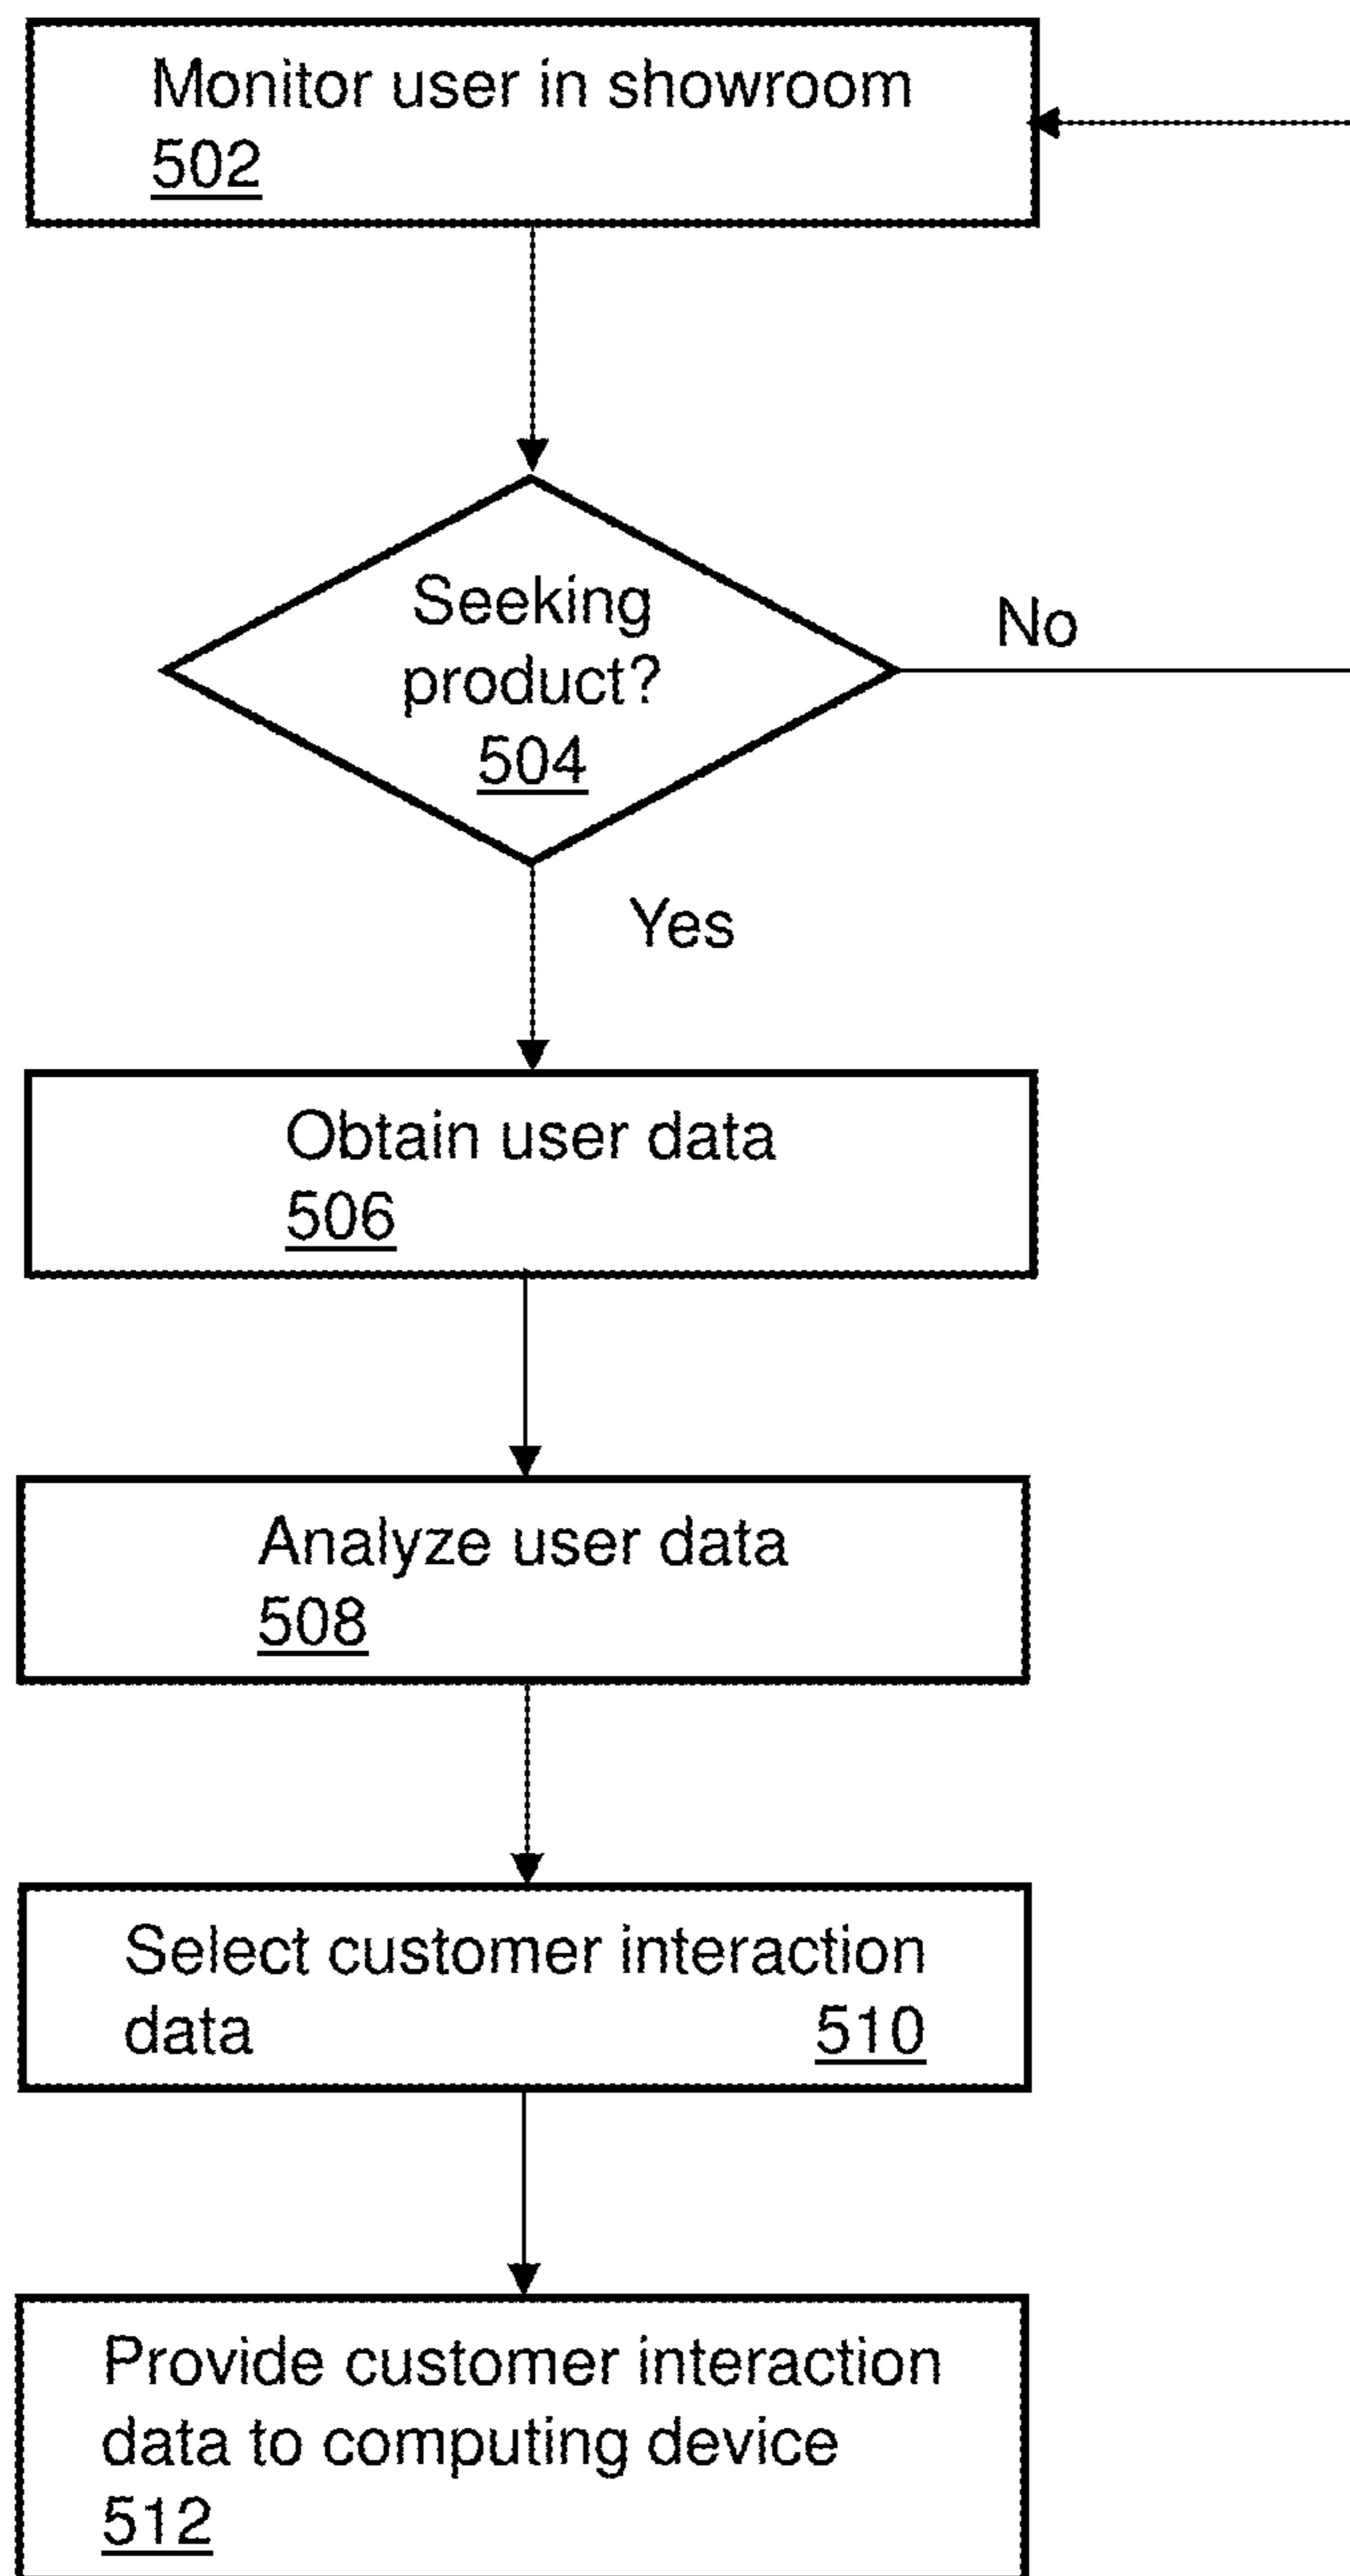 Monitor user in showroom
502
Seeking
product?
504
No
Yes
Obtain user data
506
Analyze user data
508
Select customer interaction
data 510
Provide customer interaction
data to computing device
512